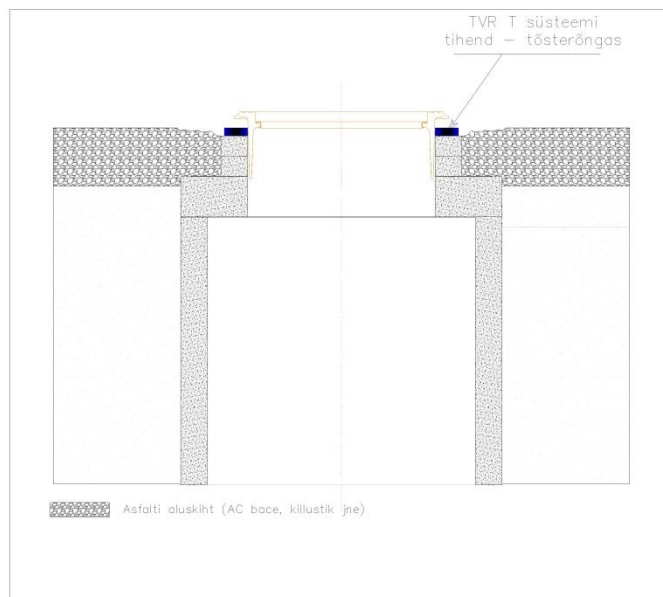 TVR T süsteemi
tihend – tõsterõngas
Asfalti aluskiht (AC bace, killustik jne)